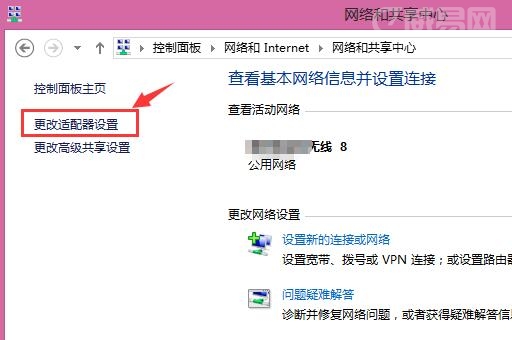 网络和共享中心
控制面板 ▸ 网络和 Internet ▸ 网络和共享中心
控制面板主页
更改适配器设置
更改高级共享设置
查看基本网络信息并设置连接
查看活动网络
无线 8
公用网络
更改网络设置
设置新的连接或网络
设置宽带、拨号或 VPN 连接；或设置路由器
问题疑难解答
诊断并修复网络问题，或者获得疑难解答信